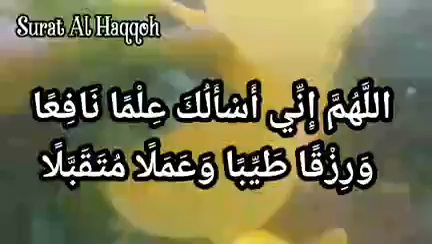 Surat Al Haqqoh
اللَّهُمَّ إِنِّي أَسْأَلُكَ عِلْمًا نَافِعًا
وَرِزْقًا طَيِّبًا وَعَمَلًا مُتَقَبَّلًا